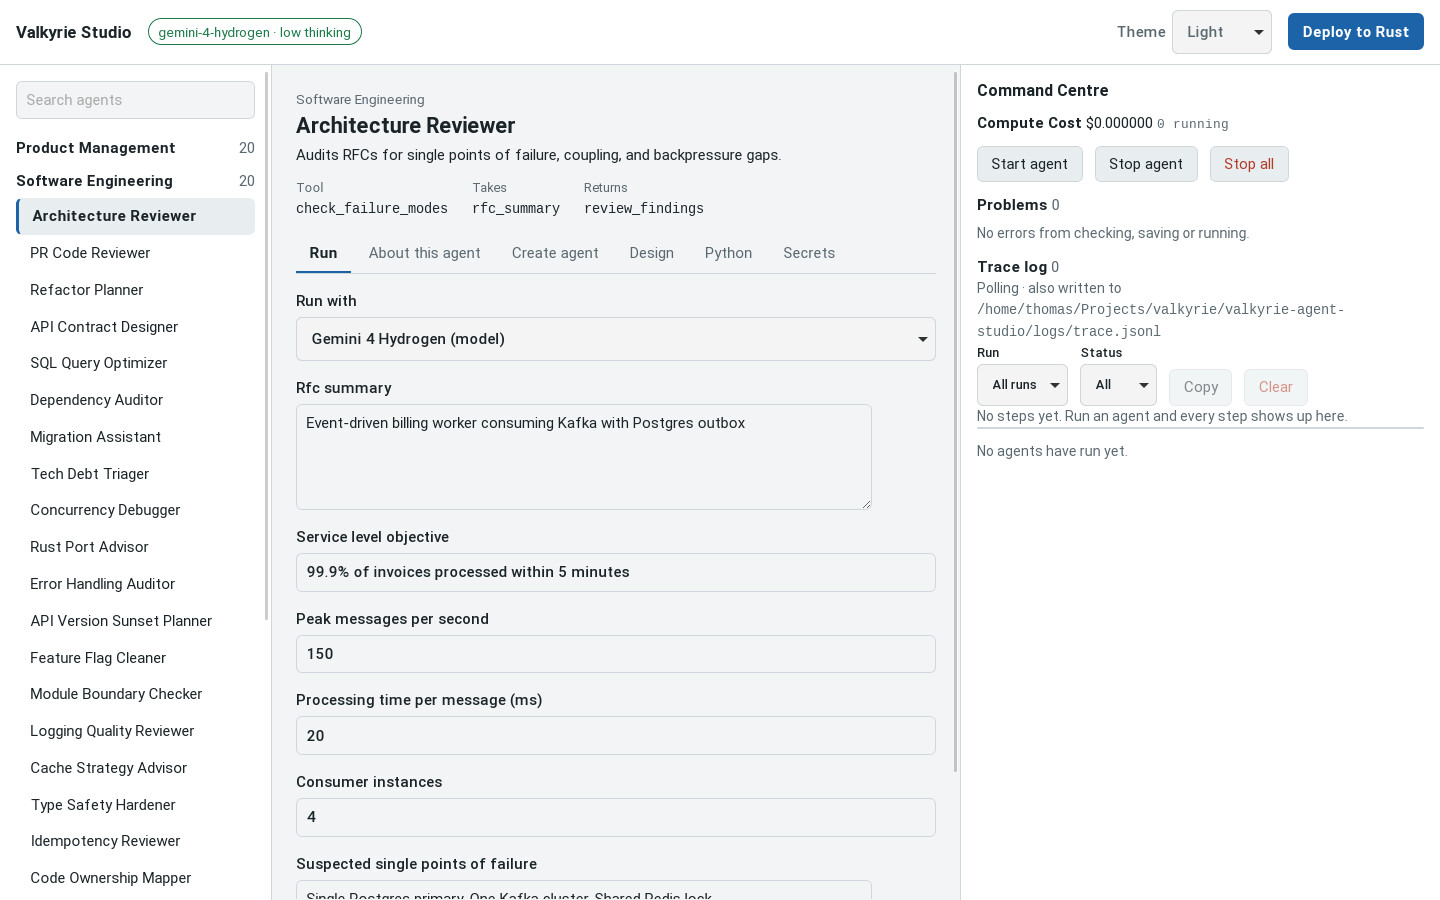 Valkyrie Studio
gemini-4-hydrogen · low thinking
Theme
Light
Deploy to Rust
Search agents
Product Management 20
Software Engineering 20
Architecture Reviewer
PR Code Reviewer
Refactor Planner
API Contract Designer
SQL Query Optimizer
Dependency Auditor
Migration Assistant
Tech Debt Triager
Concurrency Debugger
Rust Port Advisor
Error Handling Auditor
API Version Sunset Planner
Feature Flag Cleaner
Module Boundary Checker
Logging Quality Reviewer
Cache Strategy Advisor
Type Safety Hardener
Idempotency Reviewer
Code Ownership Mapper
Software Engineering
Architecture Reviewer
Audits RFCs for single points of failure, coupling, and backpressure gaps.
Tool Takes Returns
check_failure_modes rfc_summary review_findings
Run About this agent Create agent Design Python Secrets
Run with
Gemini 4 Hydrogen (model)
Rfc summary
Event-driven billing worker consuming Kafka with Postgres outbox
Service level objective
99.9% of invoices processed within 5 minutes
Peak messages per second
150
Processing time per message (ms)
20
Consumer instances
4
Suspected single points of failure
Single Postgres primary, One Kafka cluster, Shared Redis lock
Command Centre
Compute Cost $0.000000 0 running
Start agent Stop agent Stop all
Problems 0
No errors from checking, saving or running.
Trace log 0
Polling · also written to
/home/thomas/Projects/valkyrie/valkyrie-agent-
studio/logs/trace.jsonl
Run Status
All runs All Copy Clear
No steps yet. Run an agent and every step shows up here.
No agents have run yet.